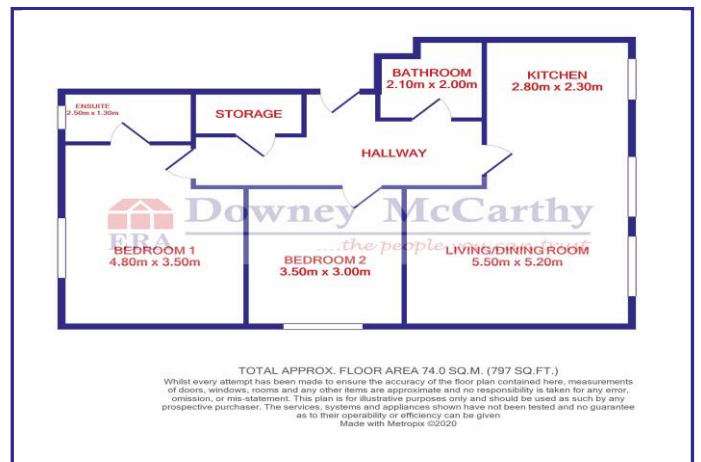 BATHROOM
2.10m x 2.00m
KITCHEN
2.80m x 2.30m
ENSUITE
2.50m x 1.30m
STORAGE
HALLWAY
Downey McCarthy
ERA
....the people you can trust
BEDROOM 1
4.80m x 3.50m
BEDROOM 2
3.50m x 3.00m
LIVING/DINING ROOM
5.50m x 5.20m
TOTAL APPROX. FLOOR AREA 74.0 SQ.M. (797 SQ.FT.)
Whilst every attempt has been made to ensure the accuracy of the floor plan contained here, measurements
of doors, windows, rooms and any other items are approximate and no responsibility is taken for any error,
omission, or mis-statement. This plan is for illustrative purposes only and should be used as such by any
prospective purchaser. The services, systems and appliances shown have not been tested and no guarantee
as to their operability or efficiency can be given
Made with Metropix ©2020